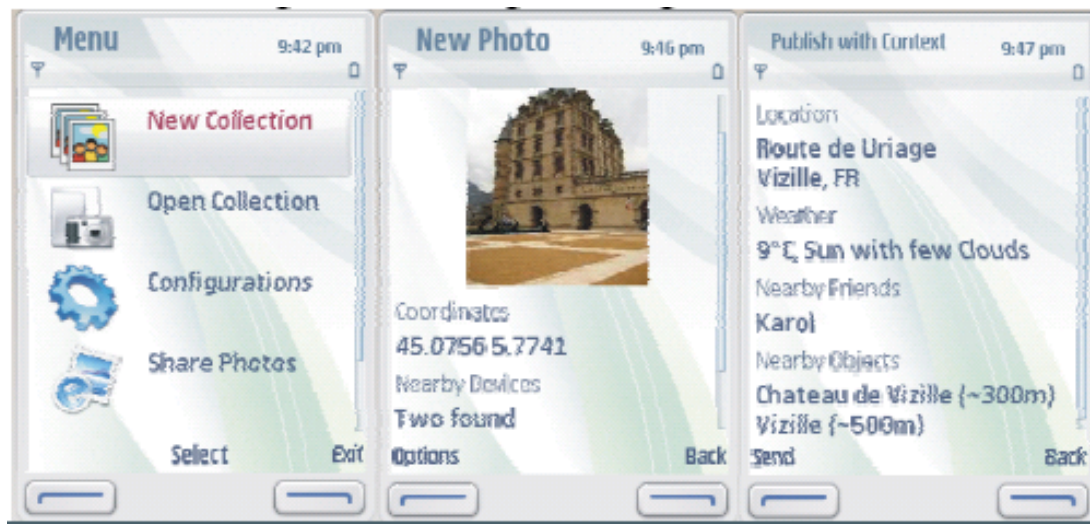 Menu
9:42 pm
New Collection
Open Collection
Configurations
Share Photos
Select Exit
New Photo
9:46 pm
Coordinates
45.0756 5.7741
Nearby Devices
Two found
Options Back
Publish with Context
9:47 pm
Location
Route de Uriage
Vizille, FR
Weather
9°C, Sun with few Clouds
Nearby Friends
Karol
Nearby Objects
Chateau de Vizille (~300m)
Vizille (~500m)
Send Back